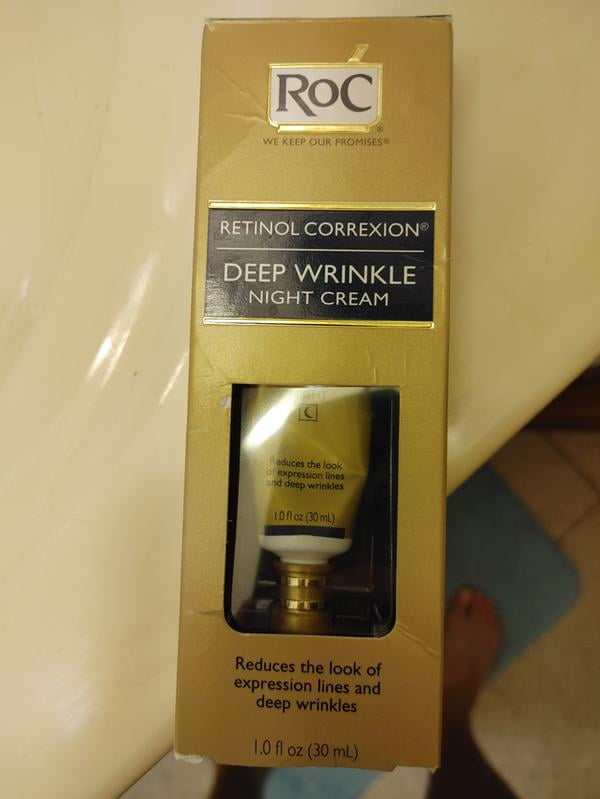 RoC
®
WE KEEP OUR PROMISES®
RETINOL CORREXION®
DEEP WRINKLE
NIGHT CREAM
Reduces the look
of expression lines
and deep wrinkles
1.0 fl oz (30 mL)
Reduces the look of
expression lines and
deep wrinkles
1.0 fl oz (30 mL)